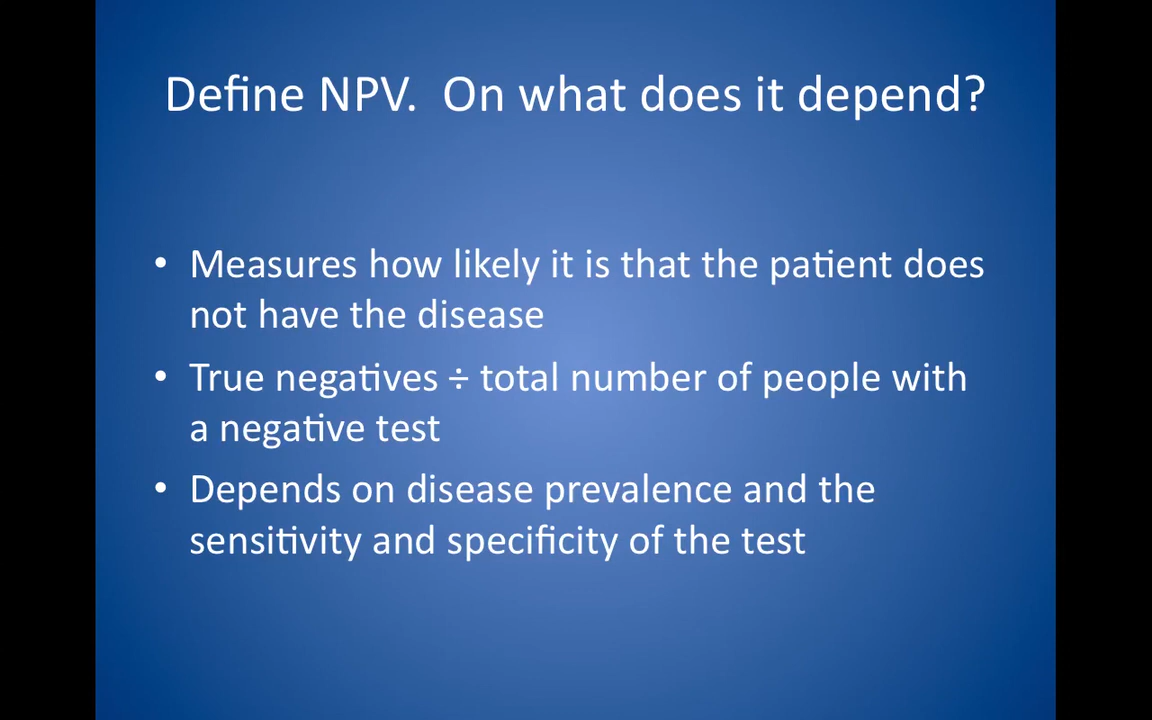 Define NPV.  On what does it depend?
• Measures how likely it is that the patient does
not have the disease
• True negatives ÷ total number of people with
a negative test
• Depends on disease prevalence and the
sensitivity and specificity of the test